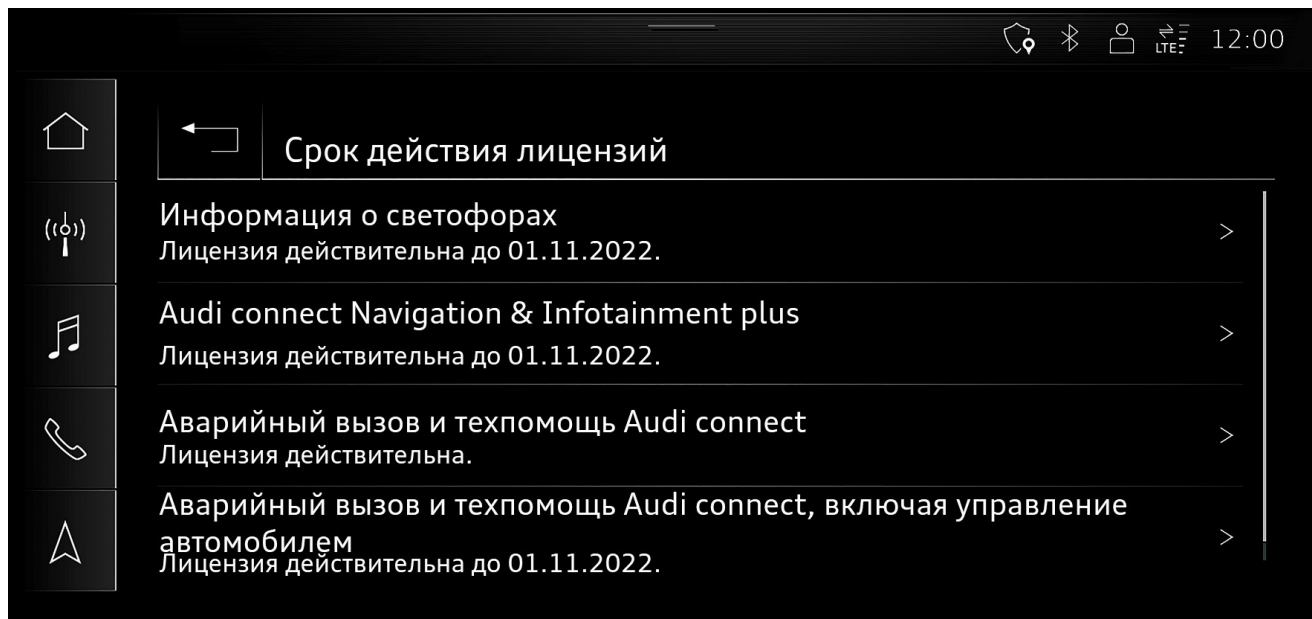 LTE 12:00
Срок действия лицензий
Информация о светофорах
Лицензия действительна до 01.11.2022.
Audi connect Navigation & Infotainment plus
Лицензия действительна до 01.11.2022.
Аварийный вызов и техпомощь Audi connect
Лицензия действительна.
Аварийный вызов и техпомощь Audi connect, включая управление
автомобилем
Лицензия действительна до 01.11.2022.